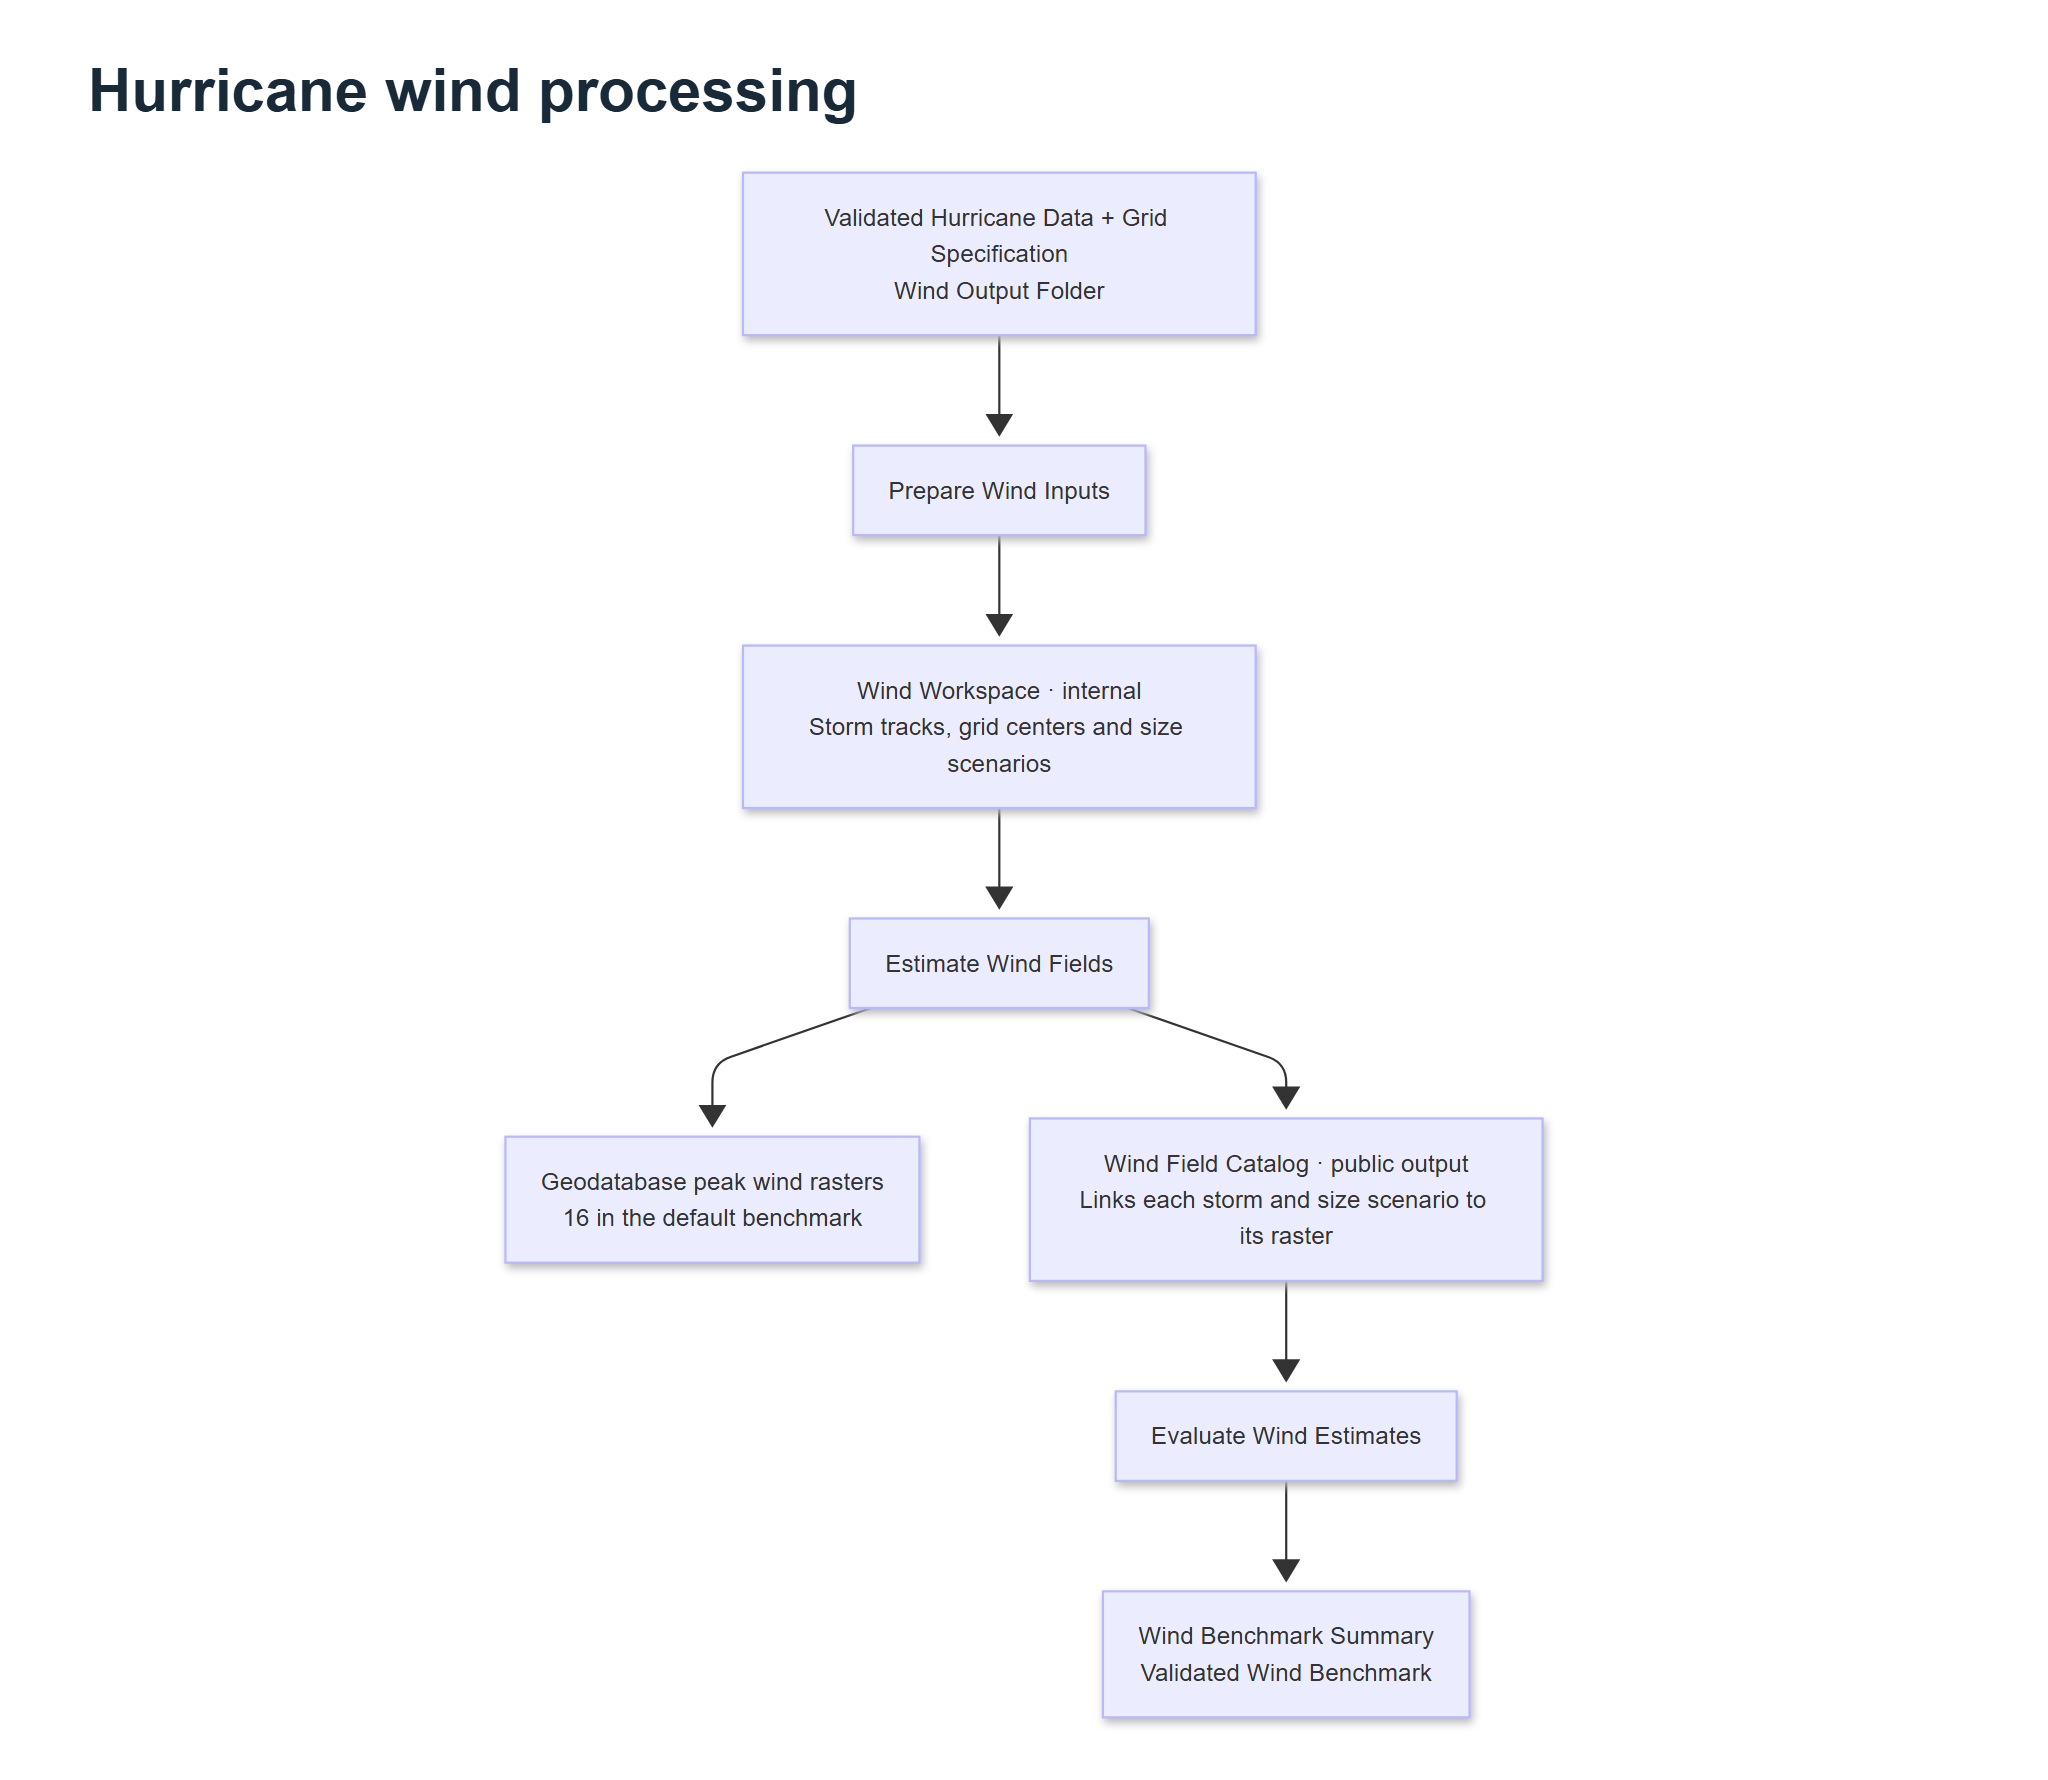 Hurricane wind processing
Validated Hurricane Data + Grid
Specification
Wind Output Folder
Prepare Wind Inputs
Wind Workspace · internal
Storm tracks, grid centers and size
scenarios
Estimate Wind Fields
Geodatabase peak wind rasters
16 in the default benchmark
Wind Field Catalog · public output
Links each storm and size scenario to
its raster
Evaluate Wind Estimates
Wind Benchmark Summary
Validated Wind Benchmark